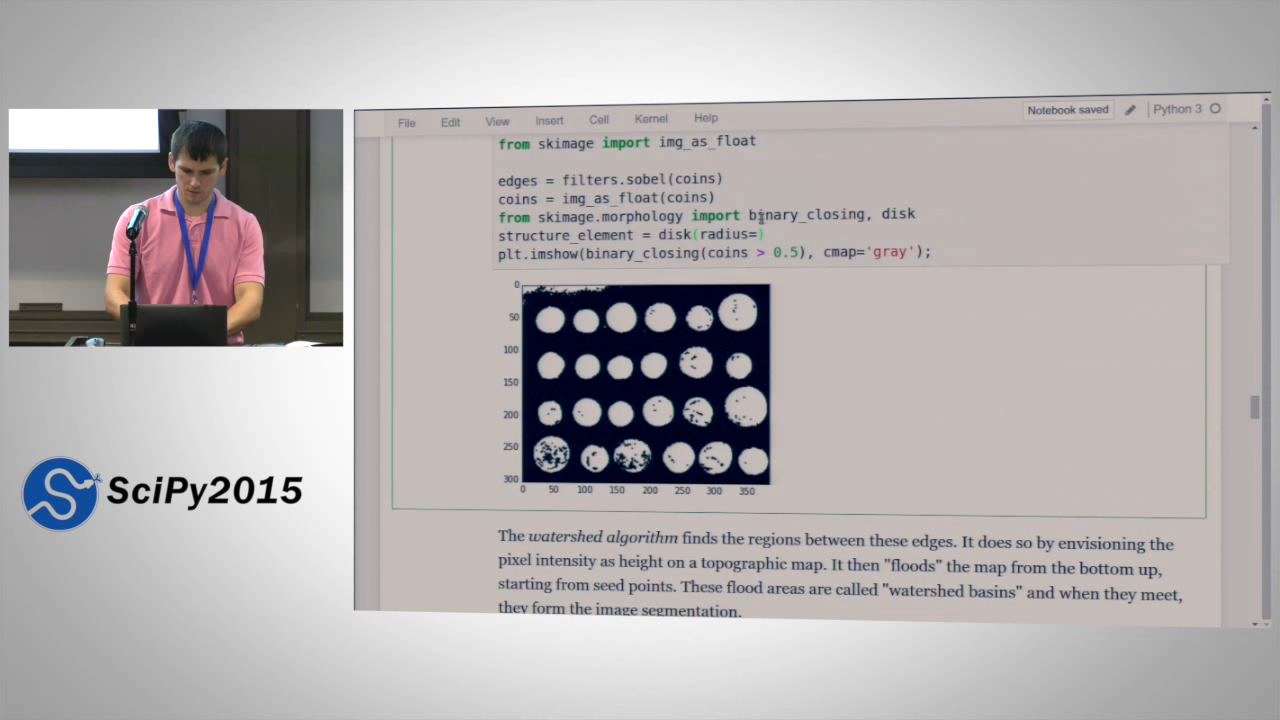 File Edit View Insert Cell Kernel Help
Notebook saved Python 3
from skimage import img_as_float
edges = filters.sobel(coins)
coins = img_as_float(coins)
from skimage.morphology import binary_closing, disk
structure_element = disk(radius=)
plt.imshow(binary_closing(coins > 0.5), cmap='gray');
0
50
100
150
200
250
300
0 50 100 150 200 250 300 350
The watershed algorithm finds the regions between these edges. It does so by envisioning the
pixel intensity as height on a topographic map. It then "floods" the map from the bottom up,
starting from seed points. These flood areas are called "watershed basins" and when they meet,
they form the image segmentation.
SciPy2015